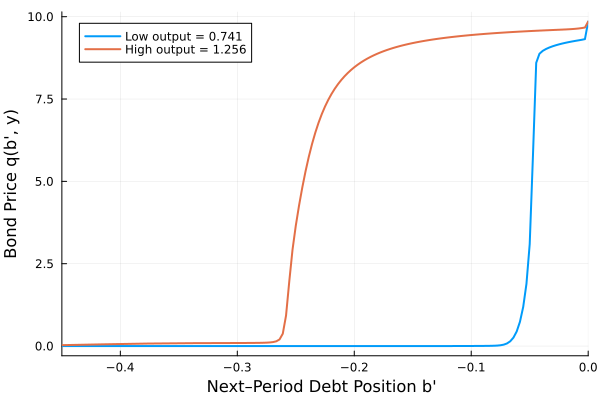 10.0
7.5
5.0
2.5
0.0
Bond Price q(b', y)
Low output = 0.741
High output = 1.256
−0.4
−0.3
−0.2
−0.1
0.0
Next–Period Debt Position b'